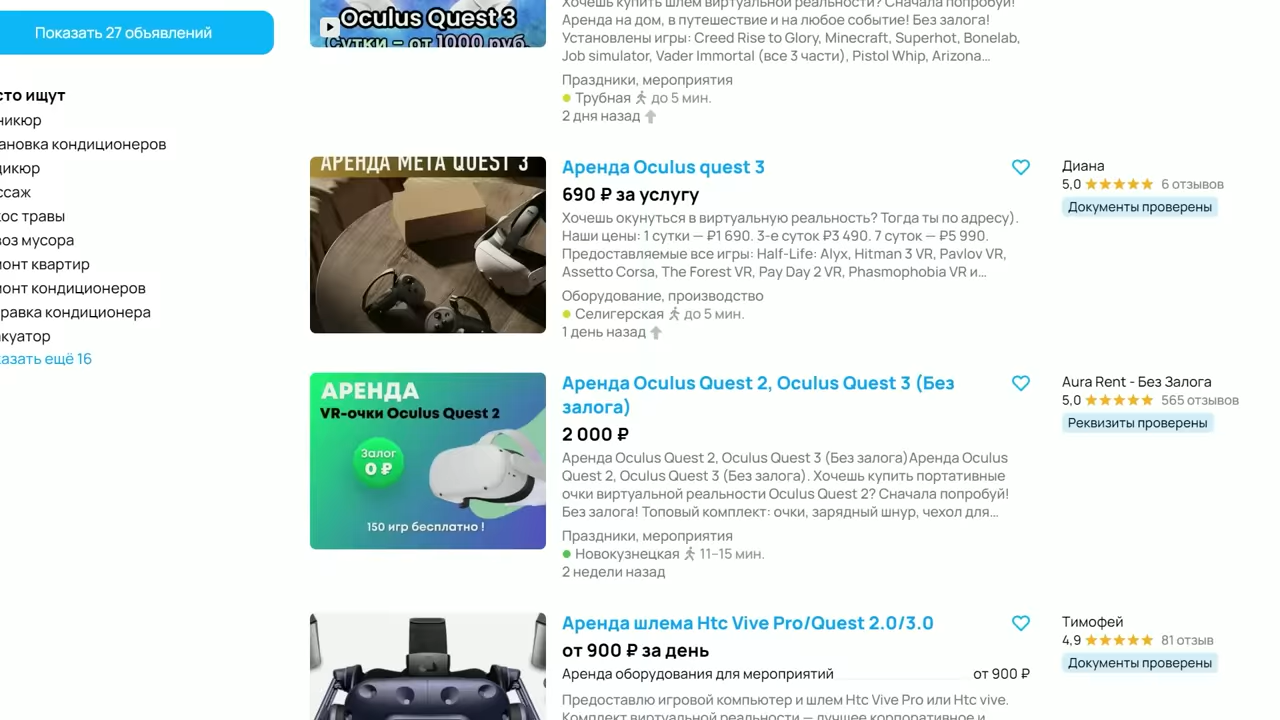 Показать 27 объявлений
сто ищут
никюр
ановка кондиционеров
дикюр
ссаж
кос травы
воз мусора
монт квартир
монт кондиционеров
правка кондиционера
акуатор
казать ещё 16
Oculus Quest 3
Сутки – от 1000 руб.
Хочешь купить шлем виртуальной реальности? Сначала попробуй!
Аренда на дом, в путешествие и на любое событие! Без залога!
Установлены игры: Creed Rise to Glory, Minecraft, Superhot, Bonelab,
Job simulator, Vader Immortal (все 3 части), Pistol Whip, Arizona…
Праздники, мероприятия
Трубная до 5 мин.
2 дня назад
АРЕНДА META QUEST 3
Аренда Oculus quest 3
690 ₽ за услугу
Хочешь окунуться в виртуальную реальность? Тогда ты по адресу).
Наши цены: 1 сутки — ₽1 690. 3-е суток ₽3 490. 7 суток — ₽5 990.
Предоставляемые все игры: Half-Life: Alyx, Hitman 3 VR, Pavlov VR,
Assetto Corsa, The Forest VR, Pay Day 2 VR, Phasmophobia VR и…
Оборудование, производство
Селигерская до 5 мин.
1 день назад
Диана
5,0 6 отзывов
Документы проверены
АРЕНДА
VR-очки Oculus Quest 2
Залог
0 ₽
150 игр бесплатно !
Аренда Oculus Quest 2, Oculus Quest 3 (Без
залога)
2 000 ₽
Аренда Oculus Quest 2, Oculus Quest 3 (Без залога)Аренда Oculus
Quest 2, Oculus Quest 3 (Без залога). Хочешь купить портативные
очки виртуальной реальности Oculus Quest 2? Сначала попробуй!
Без залога! Топовый комплект: очки, зарядный шнур, чехол для…
Праздники, мероприятия
Новокузнецкая 11–15 мин.
2 недели назад
Aura Rent - Без Залога
5,0 565 отзывов
Реквизиты проверены
Аренда шлема Htc Vive Pro/Quest 2.0/3.0
от 900 ₽ за день
Аренда оборудования для мероприятий от 900 ₽
Предоставлю игровой компьютер и шлем Htc Vive Pro или Htc vive.
Комплект виртуальной реальности — лучшее корпоративное и
Тимофей
4,9 81 отзыв
Документы проверены